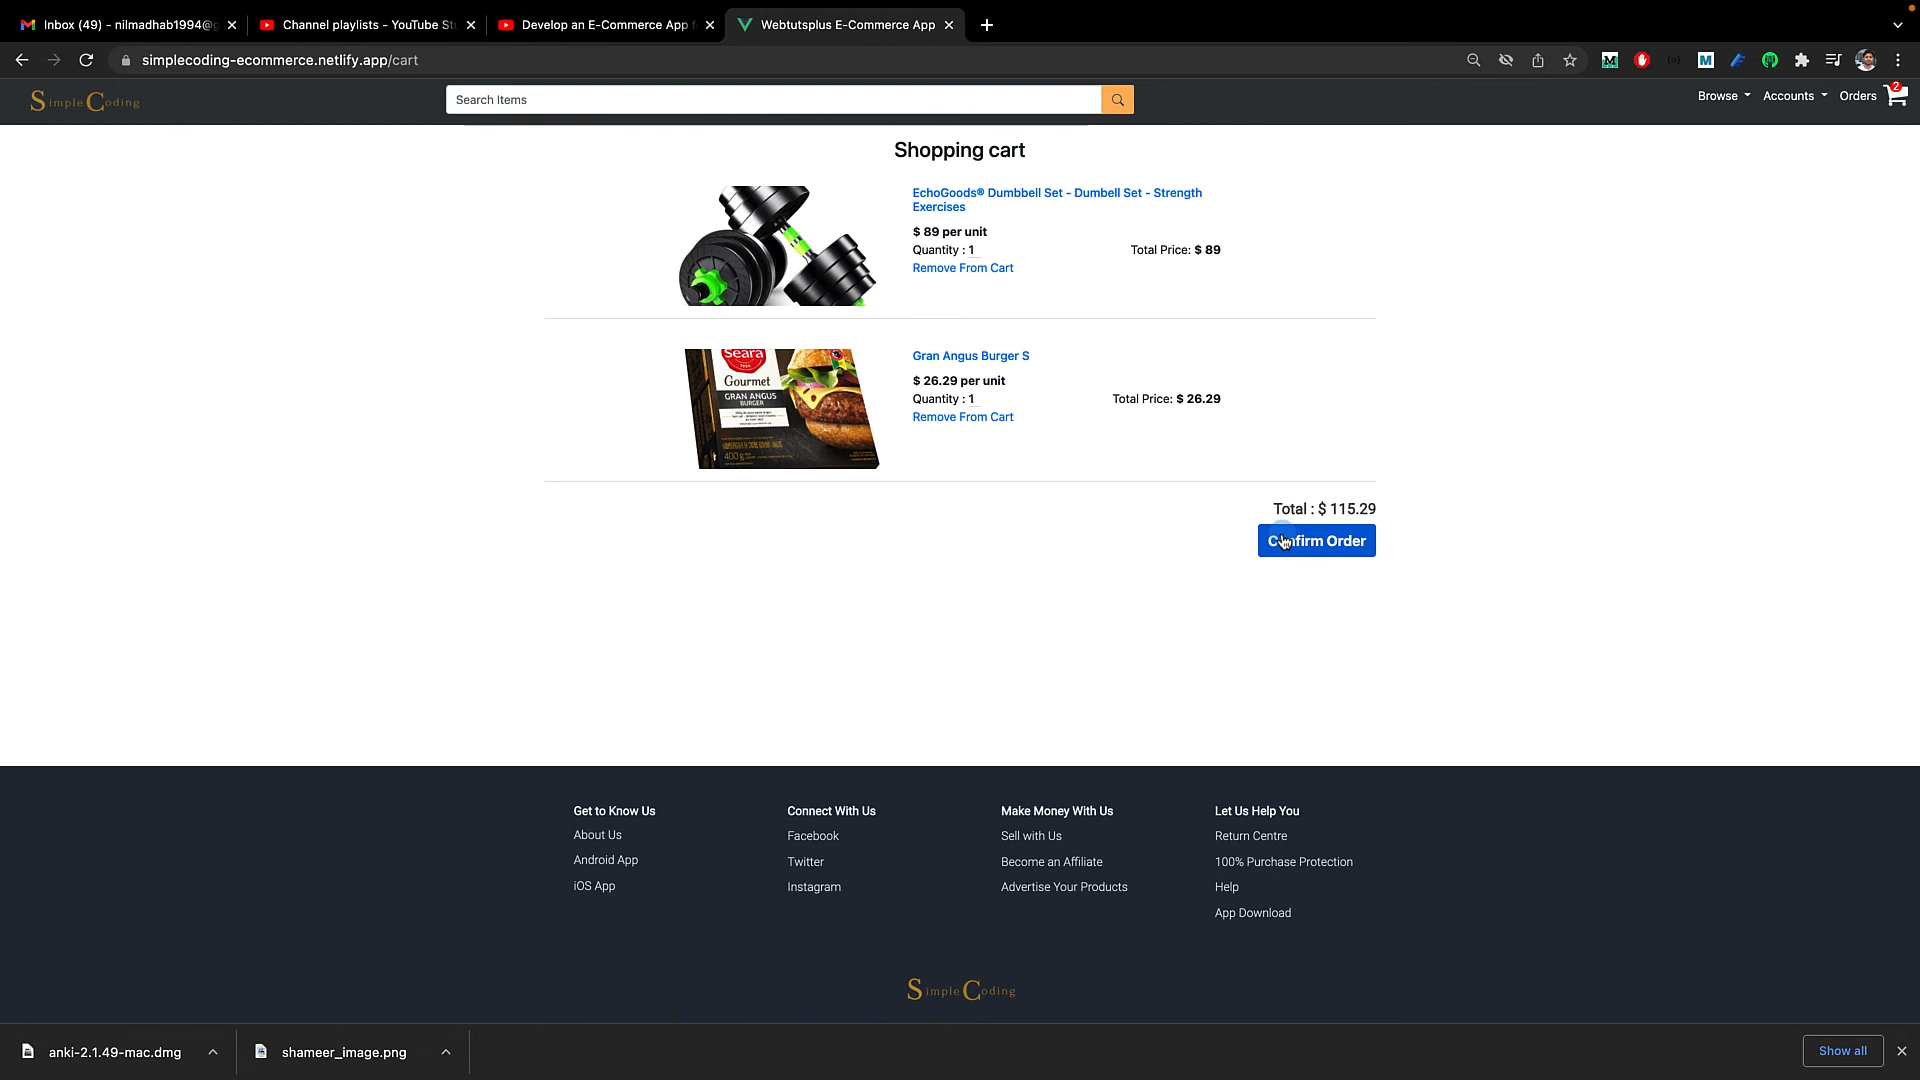 Inbox (49) - nilmadhab1994@g
Channel playlists - YouTube St
Develop an E-Commerce App f
Webtutsplus E-Commerce App
simplecoding-ecommerce.netlify.app/cart
Simple Coding
Search Items
Browse
Accounts
Orders
2
Shopping cart
EchoGoods® Dumbbell Set - Dumbell Set - Strength
Exercises
$ 89 per unit
Quantity : 1
Total Price: $ 89
Remove From Cart
Seara
Gourmet
GRAN ANGUS
BURGER
400 g
Gran Angus Burger S
$ 26.29 per unit
Quantity : 1
Total Price: $ 26.29
Remove From Cart
Total : $ 115.29
Confirm Order
Get to Know Us
About Us
Android App
iOS App
Connect With Us
Facebook
Twitter
Instagram
Make Money With Us
Sell with Us
Become an Affiliate
Advertise Your Products
Let Us Help You
Return Centre
100% Purchase Protection
Help
App Download
Simple Coding
anki-2.1.49-mac.dmg
shameer_image.png
Show all